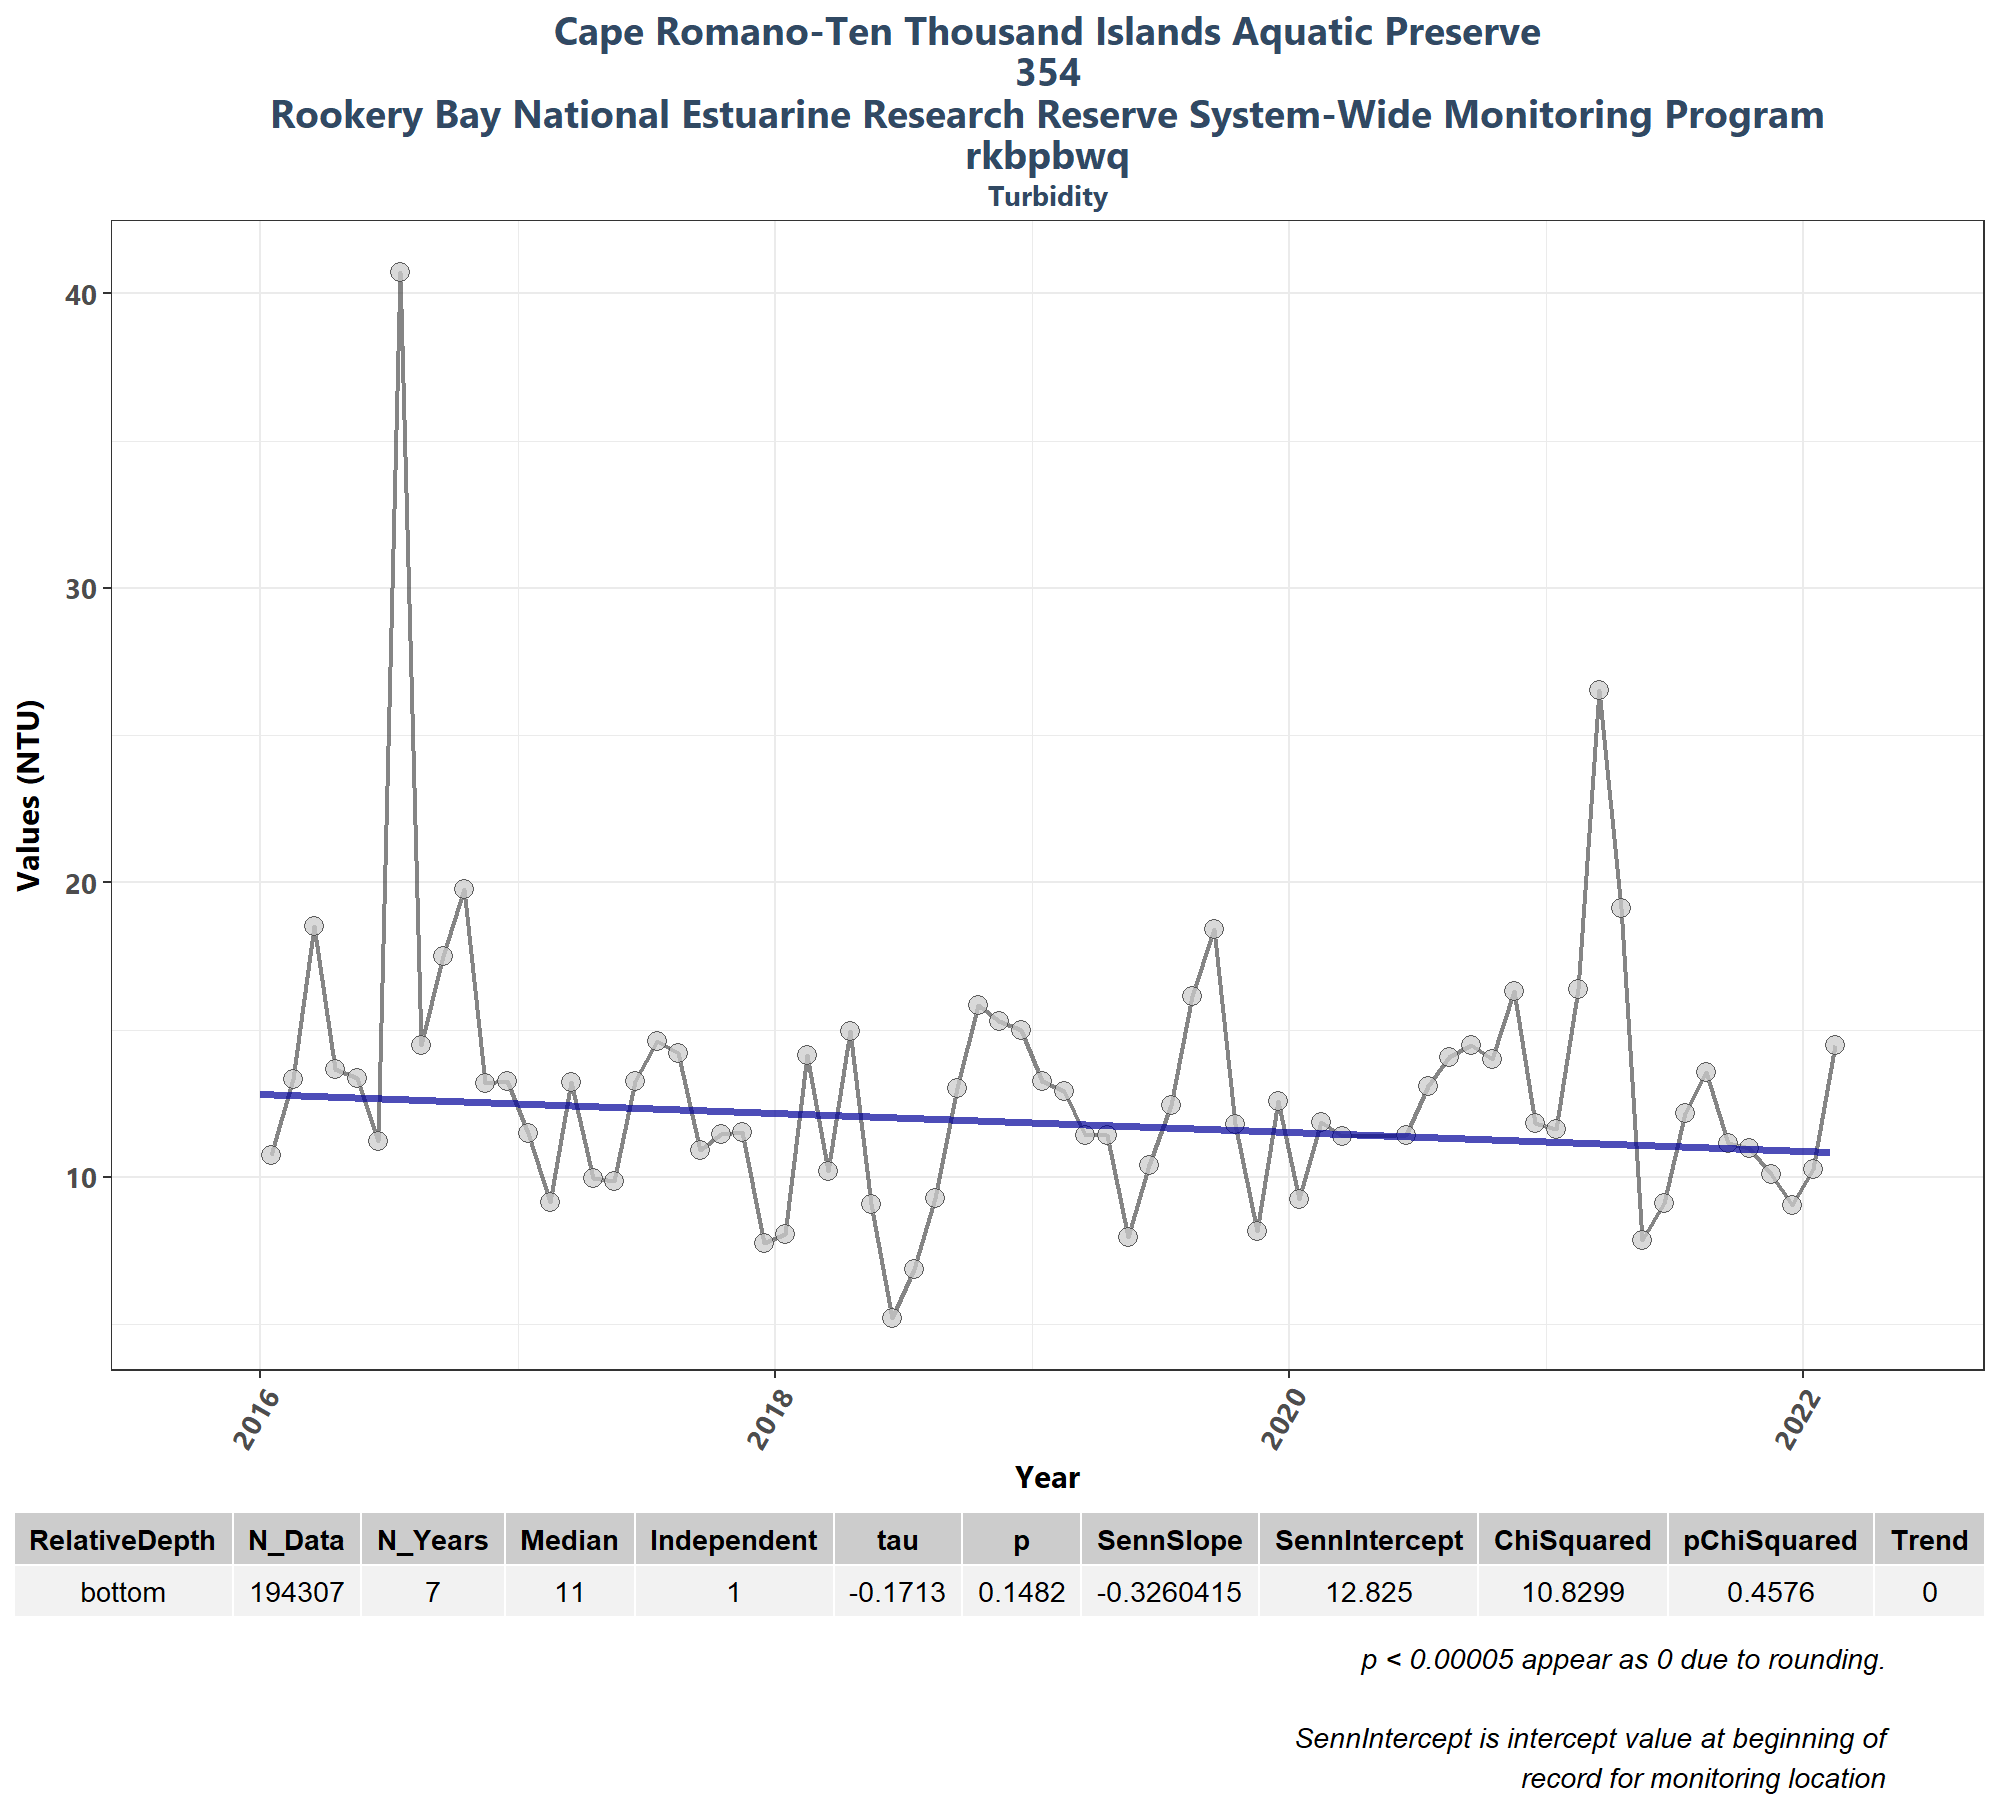 Cape Romano-Ten Thousand Islands Aquatic Preserve
354
Rookery Bay National Estuarine Research Reserve System-Wide Monitoring Program
rkbpbwq
Turbidity
Values (NTU)
40
30
20
10
2016 2018 2020 2022
Year
RelativeDepth N_Data N_Years Median Independent tau p SennSlope SennIntercept ChiSquared pChiSquared Trend
bottom 194307 7 11 1 -0.1713 0.1482 -0.3260415 12.825 10.8299 0.4576 0
p < 0.00005 appear as 0 due to rounding.
SennIntercept is intercept value at beginning of
record for monitoring location